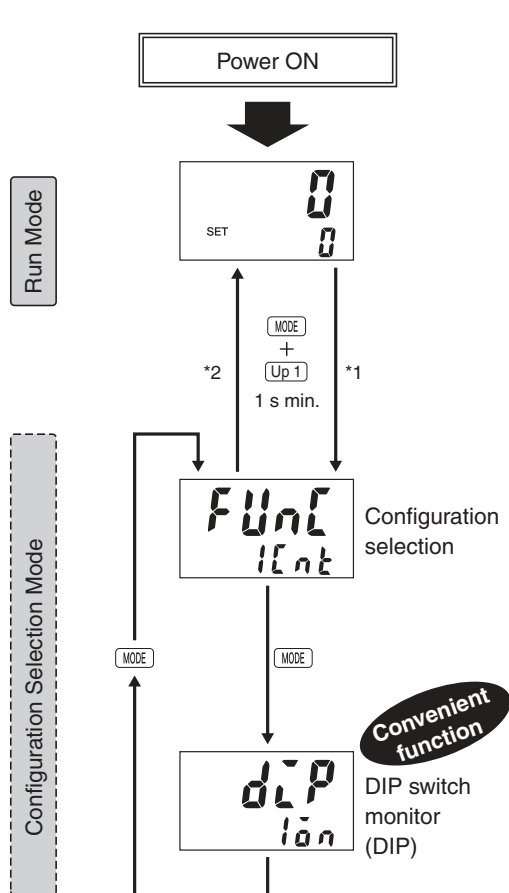 Power ON
Run Mode
0
SET
0
MODE
+
Up 1
1 s min.
*2
*1
Configuration Selection Mode
FUnC
1Cnt
Configuration
selection
MODE
MODE
Convenient
function
diP
1on
DIP switch
monitor
(DIP)